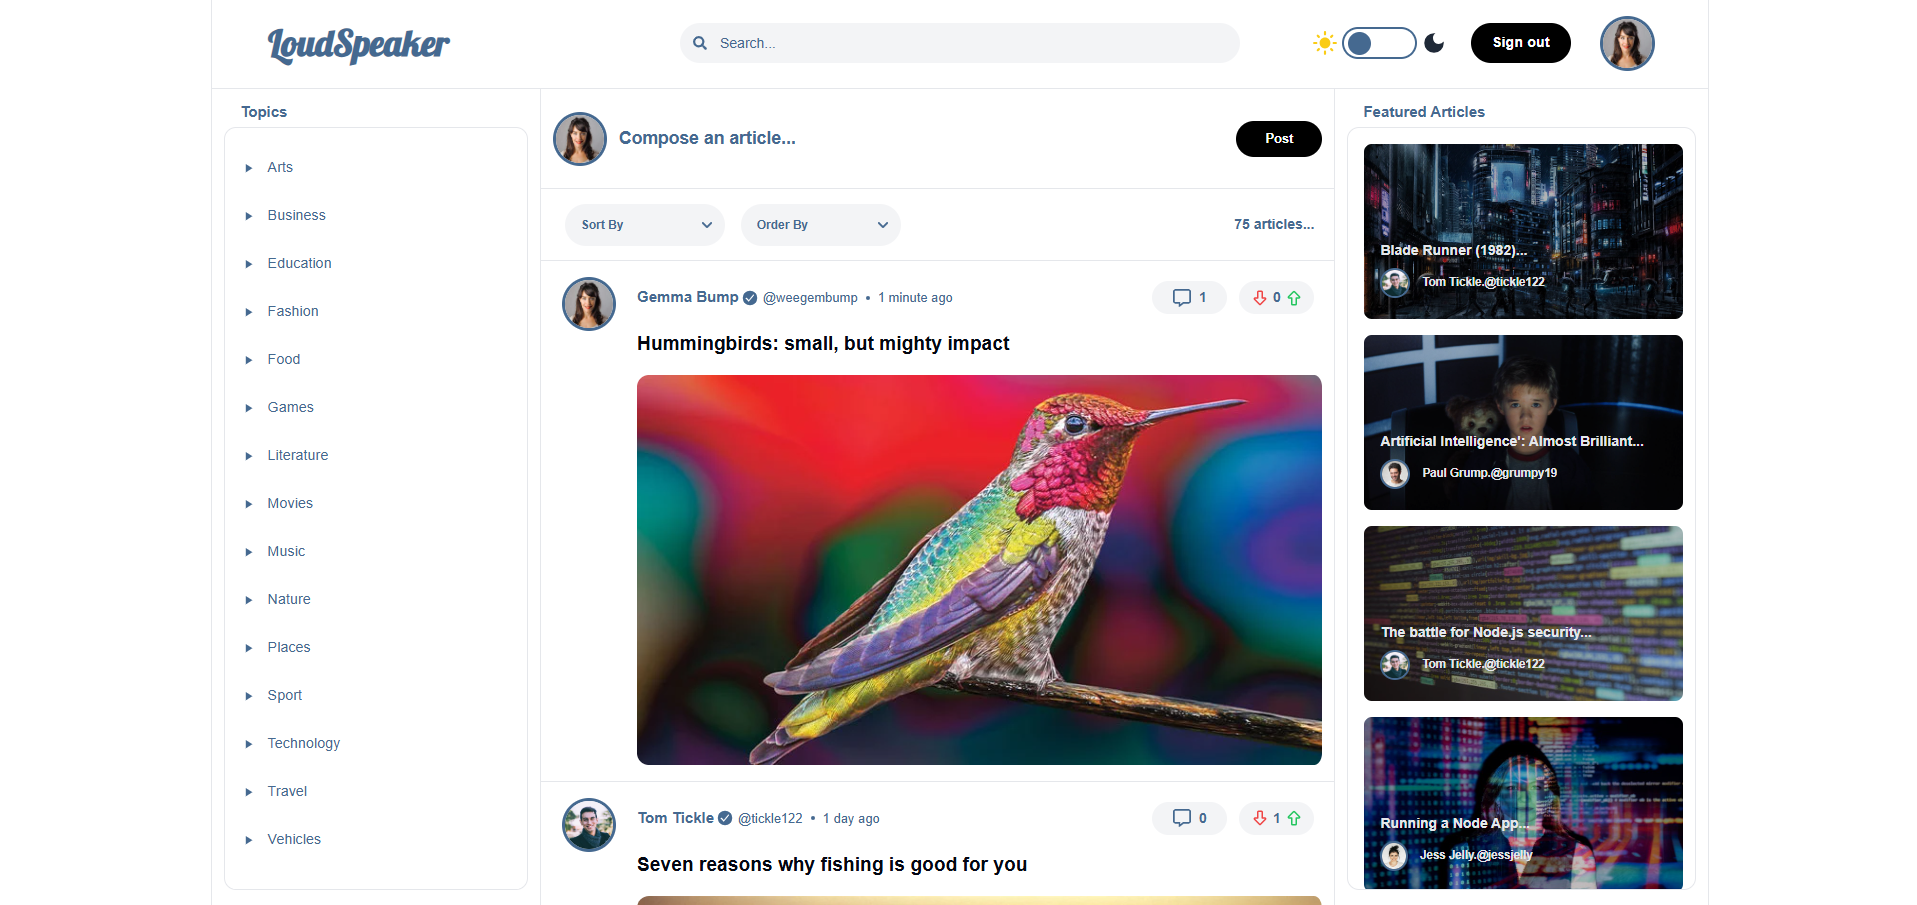 LoudSpeaker
Search...
Sign out
Topics
Arts
Business
Education
Fashion
Food
Games
Literature
Movies
Music
Nature
Places
Sport
Technology
Travel
Vehicles
Compose an article...
Post
Sort By
Order By
75 articles...
Gemma Bump @weegembump • 1 minute ago
1
0
Hummingbirds: small, but mighty impact
Tom Tickle @tickle122 • 1 day ago
0
1
Seven reasons why fishing is good for you
Featured Articles
Blade Runner (1982)...
Tom Tickle.@tickle122
Artificial Intelligence': Almost Brilliant...
Paul Grump.@grumpy19
The battle for Node.js security...
Tom Tickle.@tickle122
Running a Node App...
Jess Jelly.@jessjelly